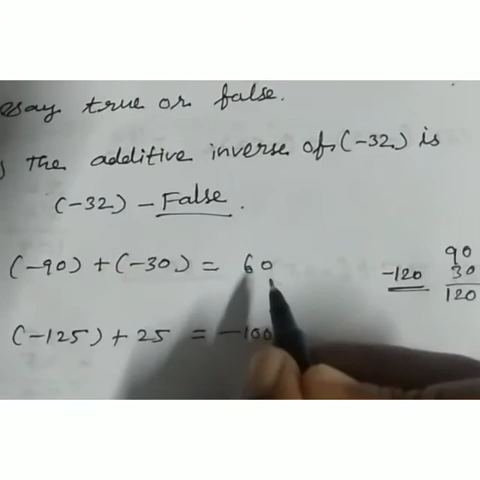 say true or false.
) The additive inverse of (-32) is
(-32) - False.
(-90) + (-30) = 60
-120
90
30
120
(-125) + 25 = -100